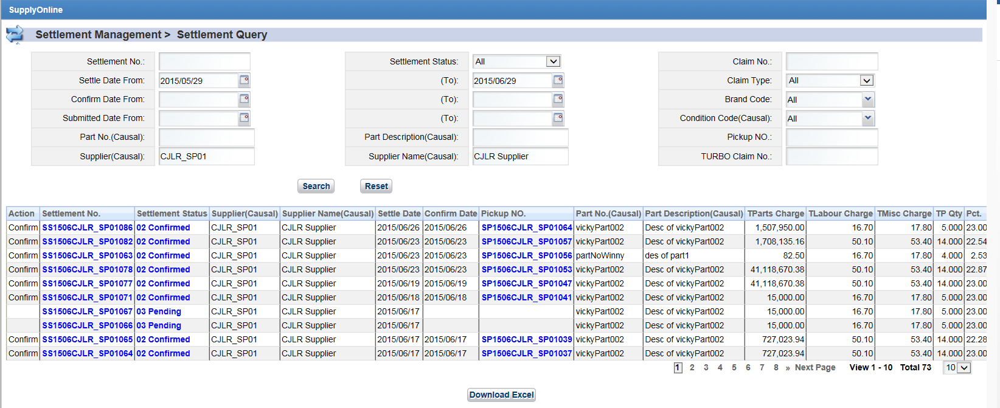 SupplyOnline
Settlement Management > Settlement Query
Settlement No.: Settlement Status: All Claim No.:
Settle Date From: 2015/05/29 (To): 2015/06/29 Claim Type: All
Confirm Date From: (To): Brand Code: All
Submitted Date From: (To): Condition Code(Causal): All
Part No.(Causal): Part Description(Causal): Pickup NO.:
Supplier(Causal): CJLR_SP01 Supplier Name(Causal): CJLR Supplier TURBO Claim No.:
Search Reset
Action Settlement No. Settlement Status Supplier(Causal) Supplier Name(Causal) Settle Date Confirm Date Pickup NO. Part No.(Causal) Part Description(Causal) TParts Charge TLabour Charge TMisc Charge TP Qty Pct.
Confirm SS1506CJLR_SP01086 02 Confirmed CJLR_SP01 CJLR Supplier 2015/06/26 2015/06/26 SP1506CJLR_SP01064 vickyPart002 Desc of vickyPart002 1,507,950.00 16.70 17.80 5.000 23.00
Confirm SS1506CJLR_SP01082 02 Confirmed CJLR_SP01 CJLR Supplier 2015/06/23 2015/06/23 SP1506CJLR_SP01057 vickyPart002 Desc of vickyPart002 1,708,135.16 50.10 53.40 14.000 22.54
Confirm SS1506CJLR_SP01063 02 Confirmed CJLR_SP01 CJLR Supplier 2015/06/23 2015/06/23 SP1506CJLR_SP01056 partNoWinny des of part1 82.50 16.70 17.80 4.000 2.53
Confirm SS1506CJLR_SP01078 02 Confirmed CJLR_SP01 CJLR Supplier 2015/06/23 2015/06/23 SP1506CJLR_SP01053 vickyPart002 Desc of vickyPart002 41,118,670.38 50.10 53.40 14.000 22.87
Confirm SS1506CJLR_SP01077 02 Confirmed CJLR_SP01 CJLR Supplier 2015/06/19 2015/06/19 SP1506CJLR_SP01047 vickyPart002 Desc of vickyPart002 41,118,670.38 50.10 53.40 14.000 23.00
Confirm SS1506CJLR_SP01071 02 Confirmed CJLR_SP01 CJLR Supplier 2015/06/18 2015/06/18 SP1506CJLR_SP01041 vickyPart002 Desc of vickyPart002 15,000.00 16.70 17.80 5.000 23.00
SS1506CJLR_SP01067 03 Pending CJLR_SP01 CJLR Supplier 2015/06/17 vickyPart002 Desc of vickyPart002 15,000.00 16.70 17.80 5.000 23.00
SS1506CJLR_SP01066 03 Pending CJLR_SP01 CJLR Supplier 2015/06/17 vickyPart002 Desc of vickyPart002 15,000.00 16.70 17.80 5.000 23.00
Confirm SS1506CJLR_SP01065 02 Confirmed CJLR_SP01 CJLR Supplier 2015/06/17 2015/06/17 SP1506CJLR_SP01039 vickyPart002 Desc of vickyPart002 727,023.94 50.10 53.40 14.000 22.28
Confirm SS1506CJLR_SP01064 02 Confirmed CJLR_SP01 CJLR Supplier 2015/06/17 2015/06/17 SP1506CJLR_SP01037 vickyPart002 Desc of vickyPart002 727,023.94 50.10 53.40 14.000 23.00
1 2 3 4 5 6 7 8 » Next Page View 1 - 10 Total 73 10
Download Excel